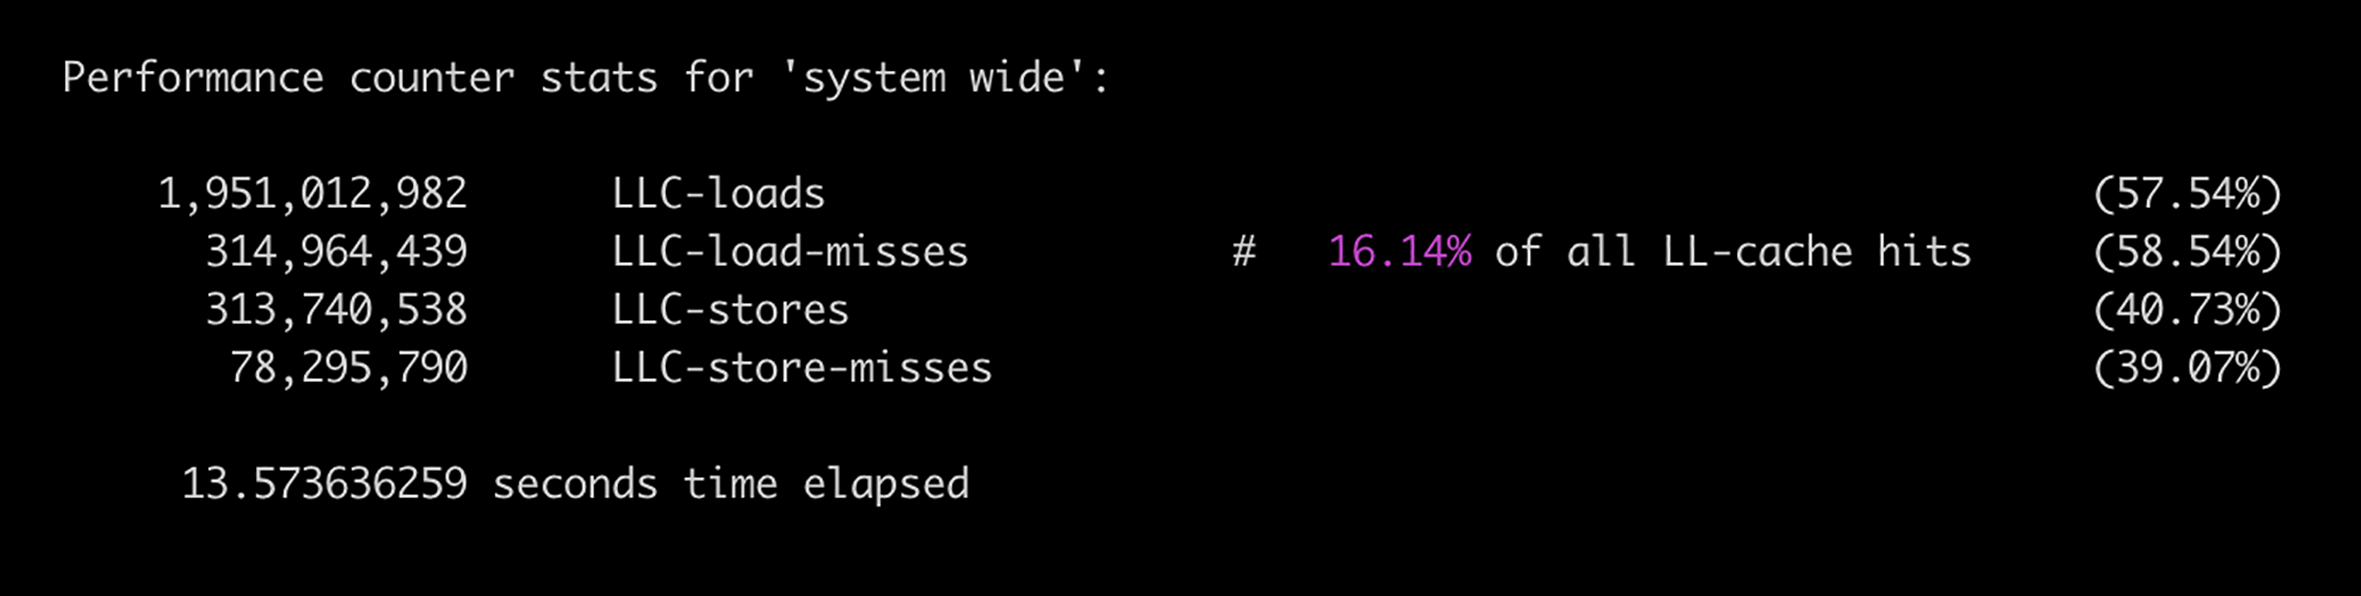 Performance counter stats for 'system wide':
1,951,012,982 LLC-loads (57.54%)
314,964,439 LLC-load-misses # 16.14% of all LL-cache hits (58.54%)
313,740,538 LLC-stores (40.73%)
78,295,790 LLC-store-misses (39.07%)
13.573636259 seconds time elapsed